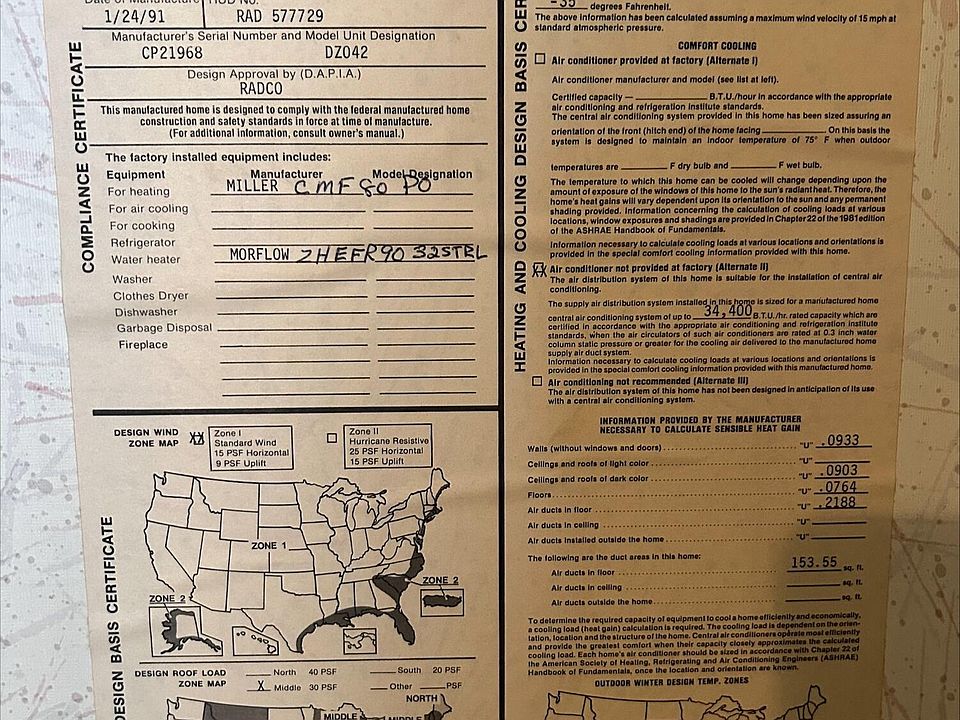 Date of Manufacture HUD No.
1/24/91 RAD 577729
Manufacturer's Serial Number and Model Unit Designation
CP21968 DZ042
Design Approval by (D.A.P.I.A.)
RADCO
This manufactured home is designed to comply with the federal manufactured home
construction and safety standards in force at time of manufacture.
(For additional information, consult owner's manual.)
COMPLIANCE CERTIFICATE
The factory installed equipment includes:
Equipment Manufacturer Model Designation
For heating MILLER CMF 80 PO
For air cooling
For cooking
Refrigerator
Water heater MORFLOW 2HEFR90 32STRL
Washer
Clothes Dryer
Dishwasher
Garbage Disposal
Fireplace
DESIGN BASIS CERTIFICATE
DESIGN WIND
ZONE MAP
XX Zone I
Standard Wind
15 PSF Horizontal
9 PSF Uplift
Zone II
Hurricane Resistive
25 PSF Horizontal
15 PSF Uplift
ZONE 1
ZONE 2
ZONE 2
DESIGN ROOF LOAD
ZONE MAP
North 40 PSF
South 20 PSF
X Middle 30 PSF
Other PSF
NORTH
MIDDLE
MIDDLE
HEATING AND COOLING DESIGN BASIS CER
-35 degrees Fahrenheit.
The above information has been calculated assuming a maximum wind velocity of 15 mph at
standard atmospheric pressure.
COMFORT COOLING
Air conditioner provided at factory (Alternate I)
Air conditioner manufacturer and model (see list at left).
Certified capacity — B.T.U./hour in accordance with the appropriate
air conditioning and refrigeration institute standards.
The central air conditioning system provided in this home has been sized assuming an
orientation of the front (hitch end) of the home facing On this basis the
system is designed to maintain an indoor temperature of 75° F when outdoor
temperatures are F dry bulb and F wet bulb.
The temperature to which this home can be cooled will change depending upon the
amount of exposure of the windows of this home to the sun's radiant heat. Therefore, the
home's heat gains will vary dependent upon its orientation to the sun and any permanent
shading provided. Information concerning the calculation of cooling loads at various
locations, window exposures and shadings are provided in Chapter 22 of the 1981 edition
of the ASHRAE Handbook of Fundamentals.
Information necessary to calculate cooling loads at various locations and orientations is
provided in the special comfort cooling information provided with this home.
XX Air conditioner not provided at factory (Alternate II)
The air distribution system of this home is suitable for the installation of central air
conditioning.
The supply air distribution system installed in this home is sized for a manufactured home
central air conditioning system of up to 34,400 B.T.U./hr. rated capacity which are
certified in accordance with the appropriate air conditioning and refrigeration institute
standards, when the air circulators of such air conditioners are rated at 0.3 inch water
column static pressure or greater for the cooling air delivered to the manufactured home
supply air duct system.
Information necessary to calculate cooling loads at various locations and orientations is
provided in the special comfort cooling information provided with this manufactured home.
Air conditioning not recommended (Alternate III)
The air distribution system of this home has not been designed in anticipation of its use
with a central air conditioning system.
INFORMATION PROVIDED BY THE MANUFACTURER
NECESSARY TO CALCULATE SENSIBLE HEAT GAIN
Walls (without windows and doors) "U" .0933
Ceilings and roofs of light color "U"
Ceilings and roofs of dark color "U" .0903
Floors "U" .0764
Air ducts in floor "U" .2188
Air ducts in ceiling "U"
Air ducts installed outside the home "U"
The following are the duct areas in this home:
Air ducts in floor 153.55 sq. ft.
Air ducts in ceiling sq. ft.
Air ducts outside the home sq. ft.
To determine the required capacity of equipment to cool a home efficiently and economically,
a cooling load (heat gain) calculation is required. The cooling load is dependent on the orien-
tation, location and the structure of the home. Central air conditioners operate most efficiently
and provide the greatest comfort when their capacity closely approximates the calculated
cooling load. Each home's air conditioner should be sized in accordance with Chapter 22 of
the American Society of Heating, Refrigerating and Air Conditioning Engineers (ASHRAE)
Handbook of Fundamentals, once the location and orientation are known.
OUTDOOR WINTER DESIGN TEMP. ZONES